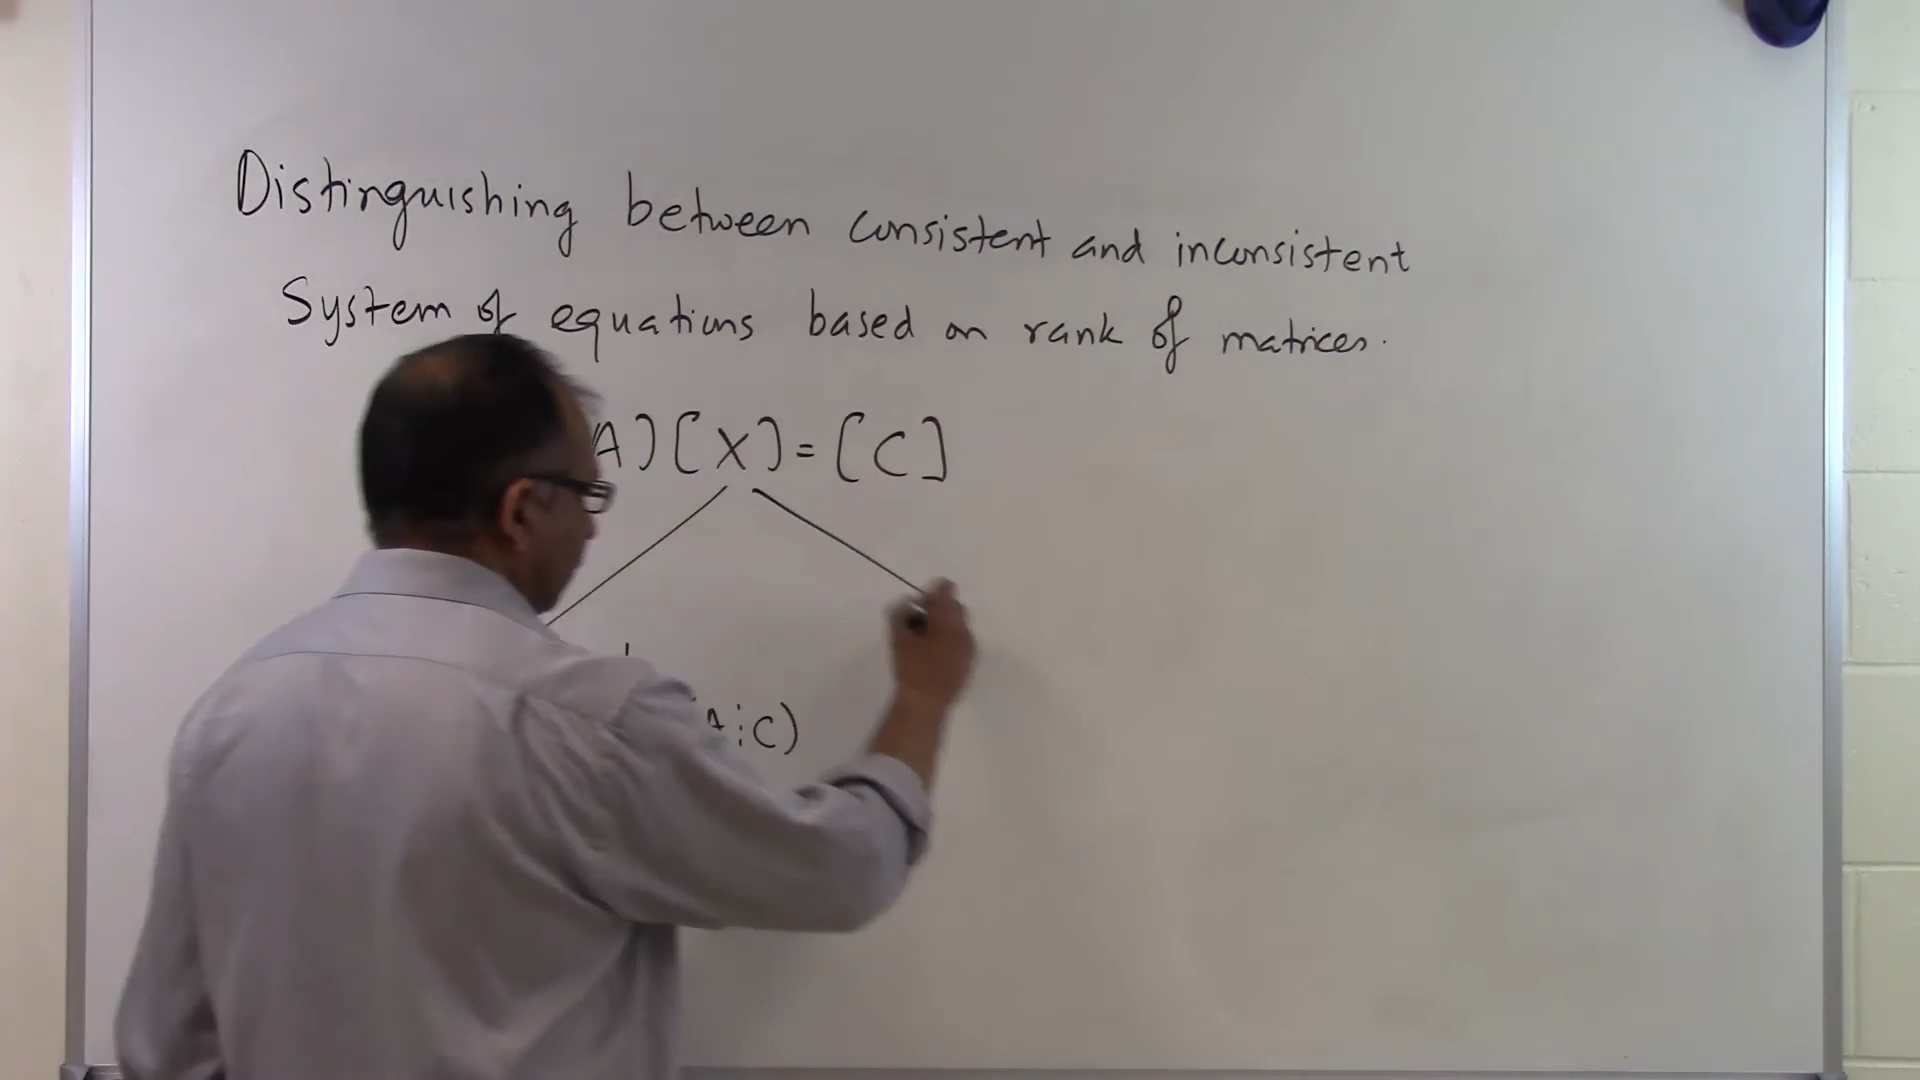 Distinguishing between consistent and inconsistent
System of equations based on rank of matrices.
A][X]=[C]
A⋮C)